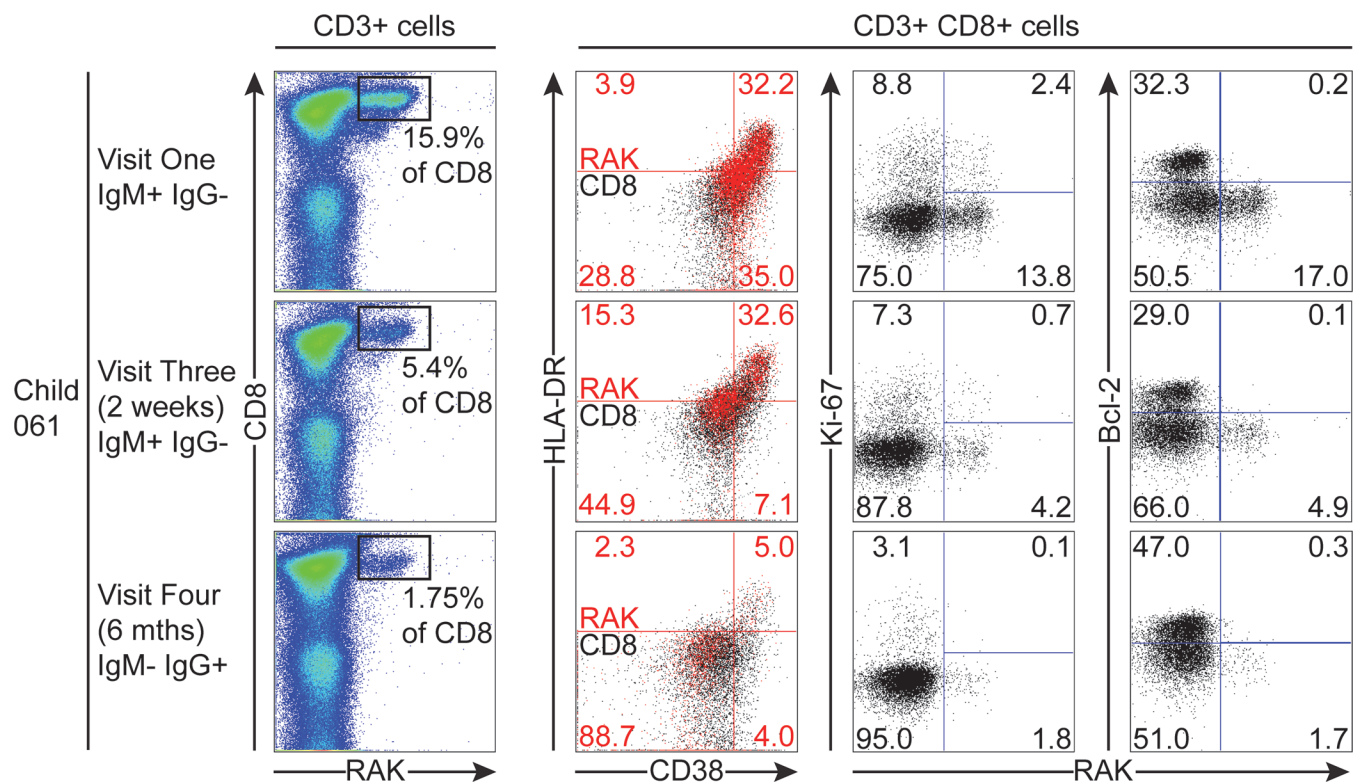 CD3+ cells
CD3+ CD8+ cells
Child
061
Visit One
IgM+ IgG-
Visit Three
(2 weeks)
IgM+ IgG-
Visit Four
(6 mths)
IgM- IgG+
CD8
15.9%
of CD8
5.4%
of CD8
1.75%
of CD8
RAK
HLA-DR
3.9 32.2
RAK
CD8
28.8 35.0
15.3 32.6
RAK
CD8
44.9 7.1
2.3 5.0
RAK
CD8
88.7 4.0
CD38
Ki-67
8.8 2.4
75.0 13.8
7.3 0.7
87.8 4.2
3.1 0.1
95.0 1.8
Bcl-2
32.3 0.2
50.5 17.0
29.0 0.1
66.0 4.9
47.0 0.3
51.0 1.7
RAK